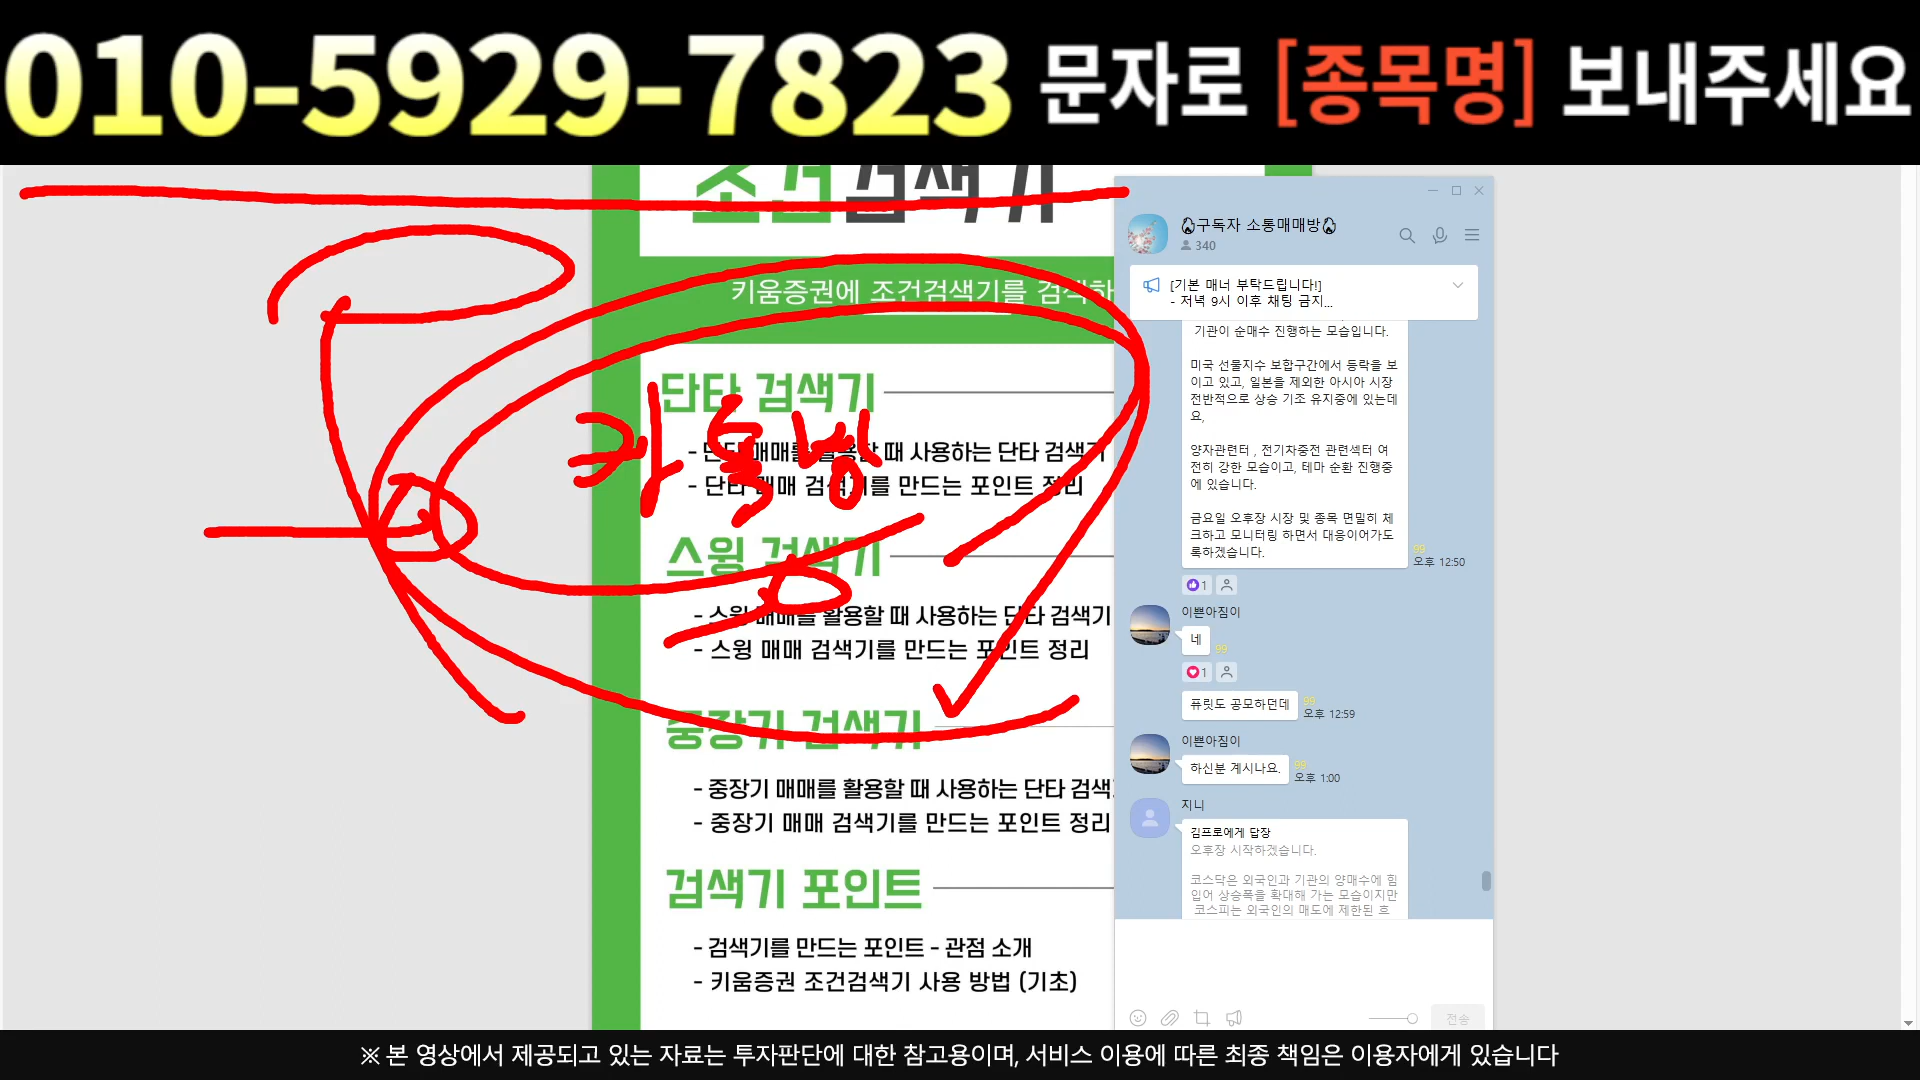 010-5929-7823 문자로 [종목명] 보내주세요
조건검색기
키움증권에 조건검색기를 검색하
단타 검색기
- 단타 매매를 활용할 때 사용하는 단타 검색기
- 단타 매매 검색기를 만드는 포인트 정리
카톡방
스윙 검색기
- 스윙 매매를 활용할 때 사용하는 단타 검색기
- 스윙 매매 검색기를 만드는 포인트 정리
중장기 검색기
- 중장기 매매를 활용할 때 사용하는 단타 검색
- 중장기 매매 검색기를 만드는 포인트 정리
검색기 포인트
- 검색기를 만드는 포인트 - 관점 소개
- 키움증권 조건검색기 사용 방법 (기초)
구독자 소통매매방
340
[기본 매너 부탁드립니다!]
- 저녁 9시 이후 채팅 금지...
기관이 순매수 진행하는 모습입니다.
미국 선물지수 보합구간에서 등락을 보
이고 있고, 일본을 제외한 아시아 시장
전반적으로 상승 기조 유지중에 있는데
요,
양자관련터 , 전기차충전 관련섹터 여
전히 강한 모습이고, 테마 순환 진행중
에 있습니다.
금요일 오후장 시장 및 종목 면밀히 체
크하고 모니터링 하면서 대응이어가도
록하겠습니다.
99
오후 12:50
1
이쁜아짐이
네
99
1
퓨릿도 공모하던데
99
오후 12:59
이쁜아짐이
하신분 계시나요.
99
오후 1:00
지니
김프로에게 답장
오후장 시작하겠습니다.
코스닥은 외국인과 기관의 양매수에 힘
입어 상승폭을 확대해 가는 모습이지만
코스피는 외국인의 매도에 제한된 흐
전송
※ 본 영상에서 제공되고 있는 자료는 투자판단에 대한 참고용이며, 서비스 이용에 따른 최종 책임은 이용자에게 있습니다